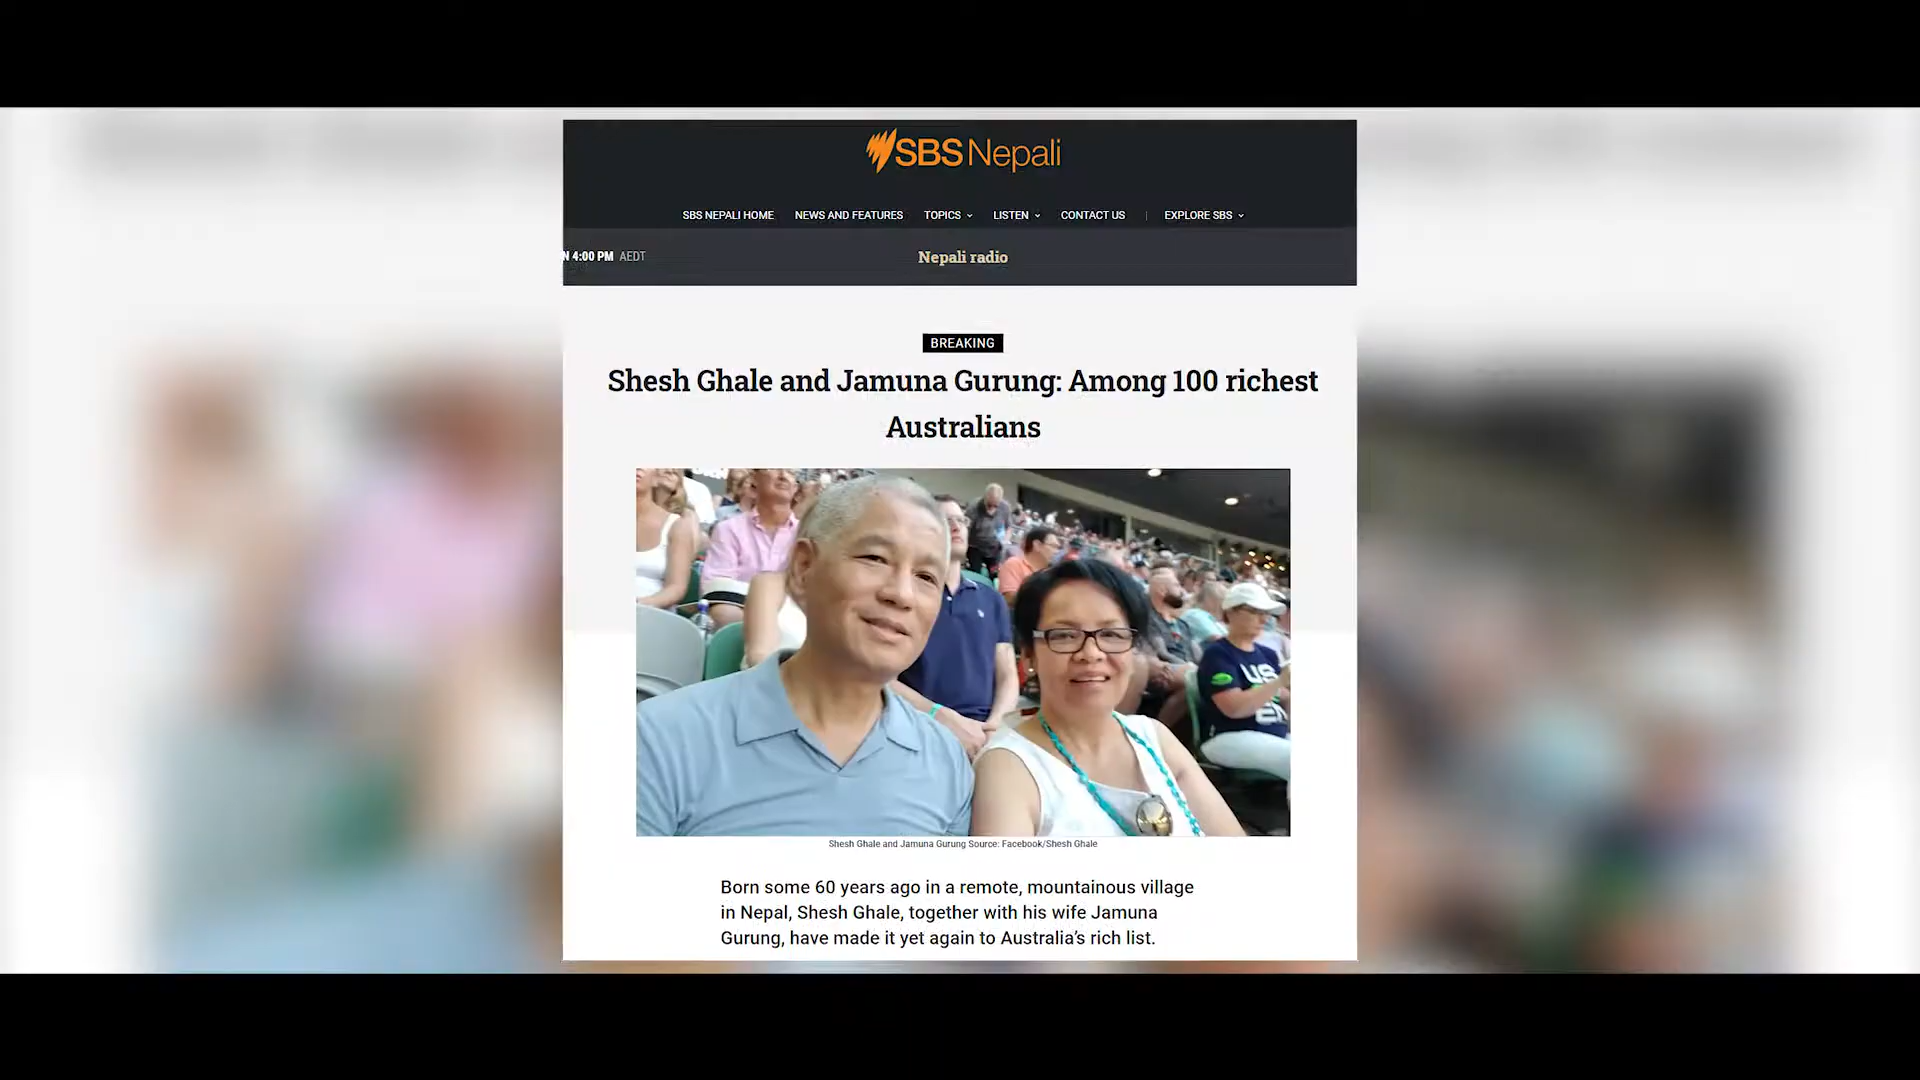 SBS Nepali
SBS NEPALI HOME NEWS AND FEATURES TOPICS LISTEN CONTACT US | EXPLORE SBS
N 4:00 PM AEDT
Nepali radio
BREAKING
Shesh Ghale and Jamuna Gurung: Among 100 richest
Australians
US
Shesh Ghale and Jamuna Gurung Source: Facebook/Shesh Ghale
Born some 60 years ago in a remote, mountainous village
in Nepal, Shesh Ghale, together with his wife Jamuna
Gurung, have made it yet again to Australia’s rich list.